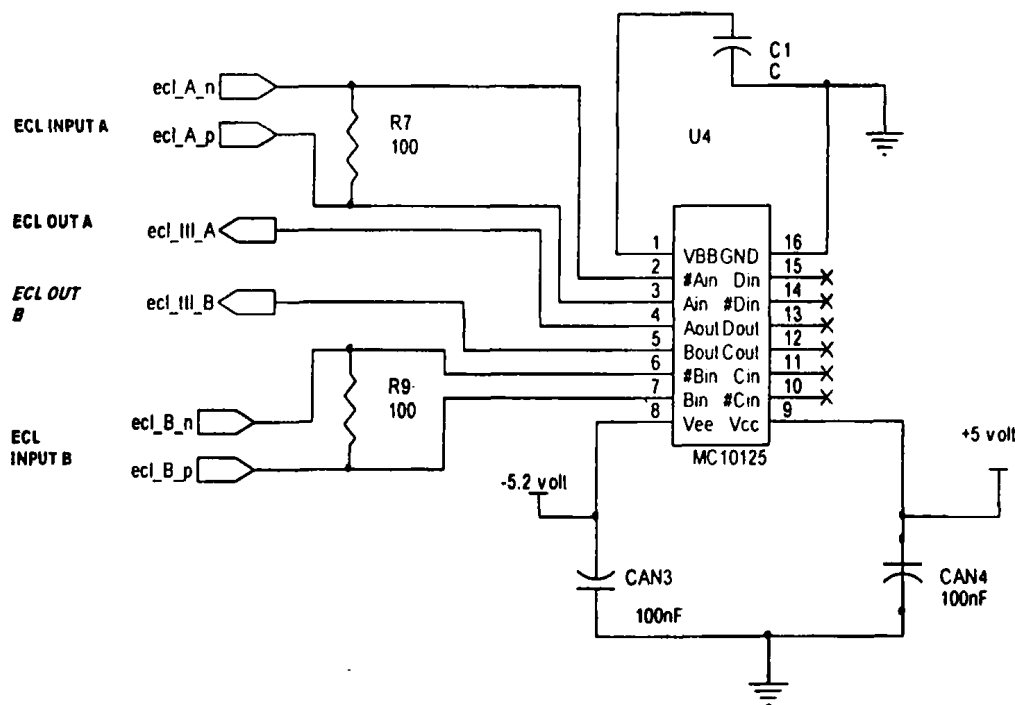 ecl_A_n
ECL INPUT A
ecl_A_p
R7
100
C1
C
U4
ECL OUT A
ecl_ttl_A
ECL OUT
B
ecl_ttl_B
1 VBB GND 16
2 #Ain Din 15
3 Ain #Din 14
4 Aout Dout 13
5 Bout Cout 12
6 #Bin Cin 11
7 Bin #Cin 10
8 Vee Vcc 9
MC10125
R9
100
ecl_B_n
ECL
INPUT B
ecl_B_p
-5.2 volt
+5 volt
CAN3
100nF
CAN4
100nF